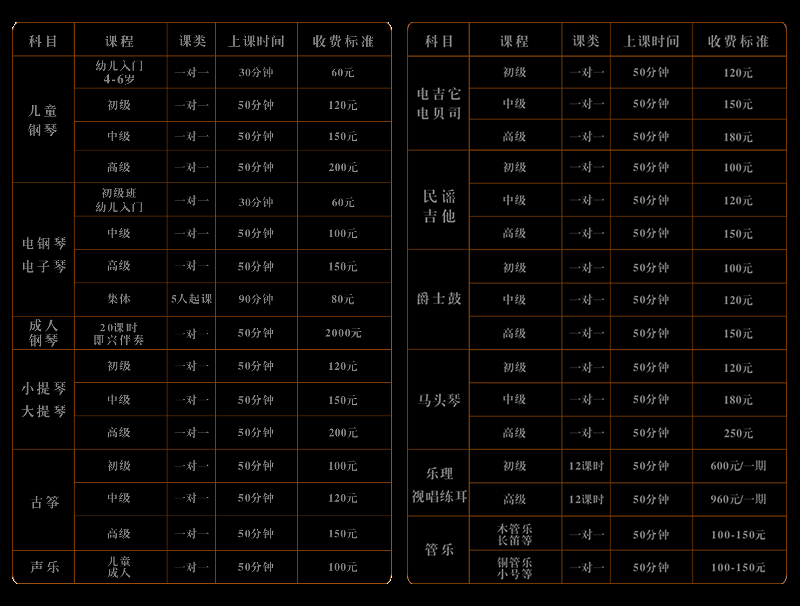 科目 课程 课类 上课时间 收费标准
儿童
钢琴
幼儿入门
4-6岁
一对一 30分钟 60元
初级 一对一 50分钟 120元
中级 一对一 50分钟 150元
高级 一对一 50分钟 200元
电钢琴
电子琴
初级班
幼儿入门
一对一 30分钟 60元
中级 一对一 50分钟 100元
高级 一对一 50分钟 150元
集体 5人起课 90分钟 80元
成人
钢琴
20课时
即兴伴奏
一对一 50分钟 2000元
小提琴
大提琴
初级 一对一 50分钟 120元
中级 一对一 50分钟 150元
高级 一对一 50分钟 200元
古筝
初级 一对一 50分钟 100元
中级 一对一 50分钟 120元
高级 一对一 50分钟 150元
声乐
儿童
成人
一对一 50分钟 100元
科目 课程 课类 上课时间 收费标准
电吉它
电贝司
初级 一对一 50分钟 120元
中级 一对一 50分钟 150元
高级 一对一 50分钟 180元
民谣
吉他
初级 一对一 50分钟 100元
中级 一对一 50分钟 120元
高级 一对一 50分钟 150元
爵士鼓
初级 一对一 50分钟 100元
中级 一对一 50分钟 120元
高级 一对一 50分钟 150元
马头琴
初级 一对一 50分钟 120元
中级 一对一 50分钟 180元
高级 一对一 50分钟 250元
乐理
视唱练耳
初级 12课时 50分钟 600元/一期
高级 12课时 50分钟 960元/一期
管乐
木管乐
长笛等
一对一 50分钟 100-150元
铜管乐
小号等
一对一 50分钟 100-150元